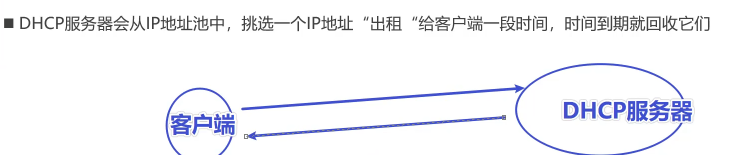 ■ DHCP服务器会从IP地址池中，挑选一个IP地址“出租“给客户端一段时间，时间到期就回收它们
客户端
DHCP服务器